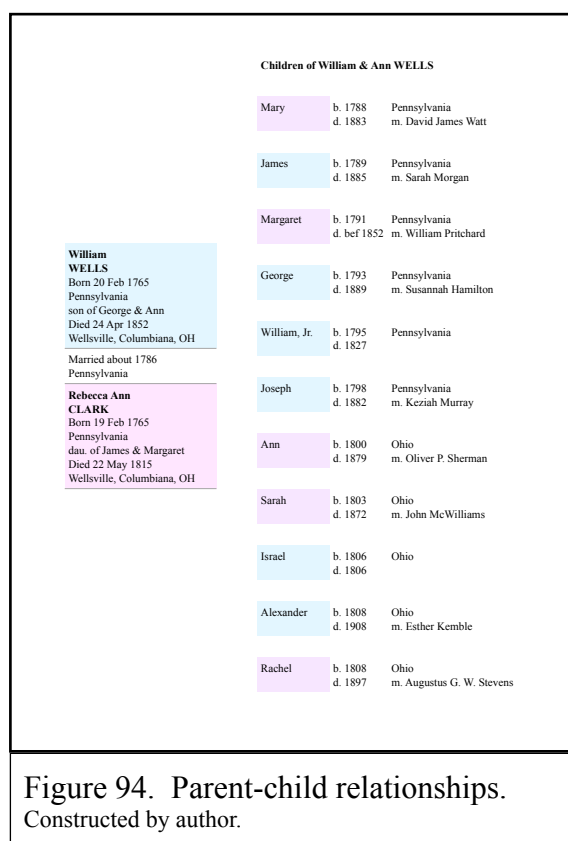 Children of William & Ann WELLS
Mary b. 1788 Pennsylvania
d. 1883 m. David James Watt
James b. 1789 Pennsylvania
d. 1885 m. Sarah Morgan
Margaret b. 1791 Pennsylvania
d. bef 1852 m. William Pritchard
William
WELLS
Born 20 Feb 1765
Pennsylvania
son of George & Ann
Died 24 Apr 1852
Wellsville, Columbiana, OH
Married about 1786
Pennsylvania
Rebecca Ann
CLARK
Born 19 Feb 1765
Pennsylvania
dau. of James & Margaret
Died 22 May 1815
Wellsville, Columbiana, OH
George b. 1793 Pennsylvania
d. 1889 m. Susannah Hamilton
William, Jr. b. 1795 Pennsylvania
d. 1827
Joseph b. 1798 Pennsylvania
d. 1882 m. Keziah Murray
Ann b. 1800 Ohio
d. 1879 m. Oliver P. Sherman
Sarah b. 1803 Ohio
d. 1872 m. John McWilliams
Israel b. 1806 Ohio
d. 1806
Alexander b. 1808 Ohio
d. 1908 m. Esther Kemble
Rachel b. 1808 Ohio
d. 1897 m. Augustus G. W. Stevens
Figure 94. Parent-child relationships.
Constructed by author.